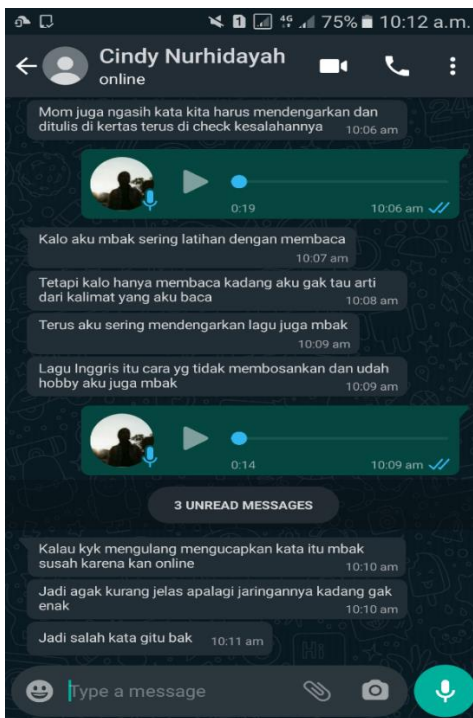 4G 75% 10:12 a.m.
Cindy Nurhidayah
online
Mom juga ngasih kata kita harus mendengarkan dan
ditulis di kertas terus di check kesalahannya 10:06 am
0:19 10:06 am
Kalo aku mbak sering latihan dengan membaca
10:07 am
Tetapi kalo hanya membaca kadang aku gak tau arti
dari kalimat yang aku baca 10:08 am
Terus aku sering mendengarkan lagu juga mbak
10:09 am
Lagu Inggris itu cara yg tidak membosankan dan udah
hobby aku juga mbak 10:09 am
0:14 10:09 am
3 UNREAD MESSAGES
Kalau kyk mengulang mengucapkan kata itu mbak
susah karena kan online 10:10 am
Jadi agak kurang jelas apalagi jaringannya kadang gak
enak 10:10 am
Jadi salah kata gitu bak 10:11 am
Type a message